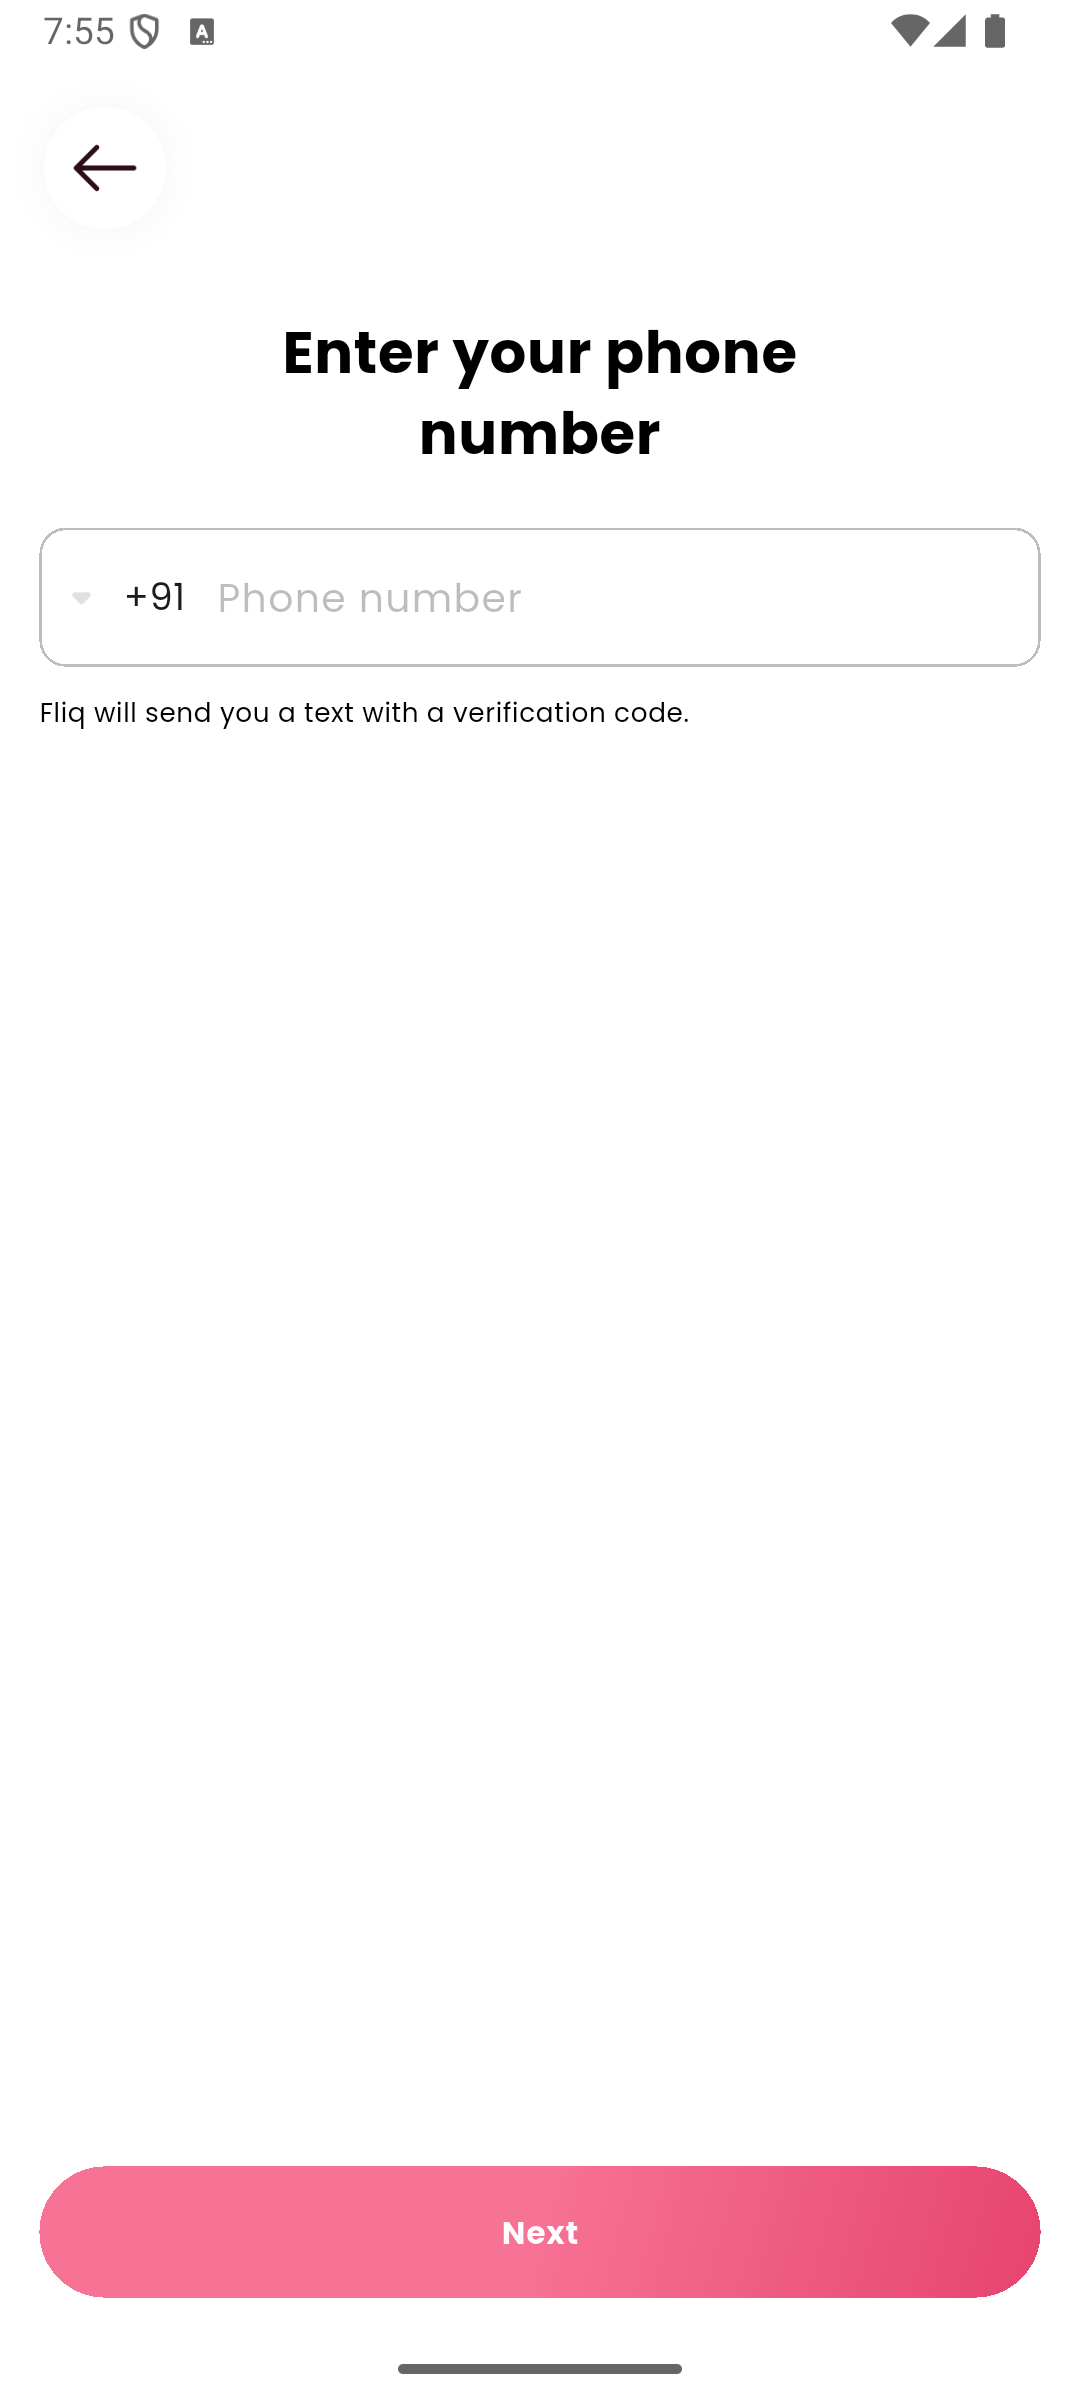 7:55
Enter your phone
number
+91 Phone number
Fliq will send you a text with a verification code.
Next